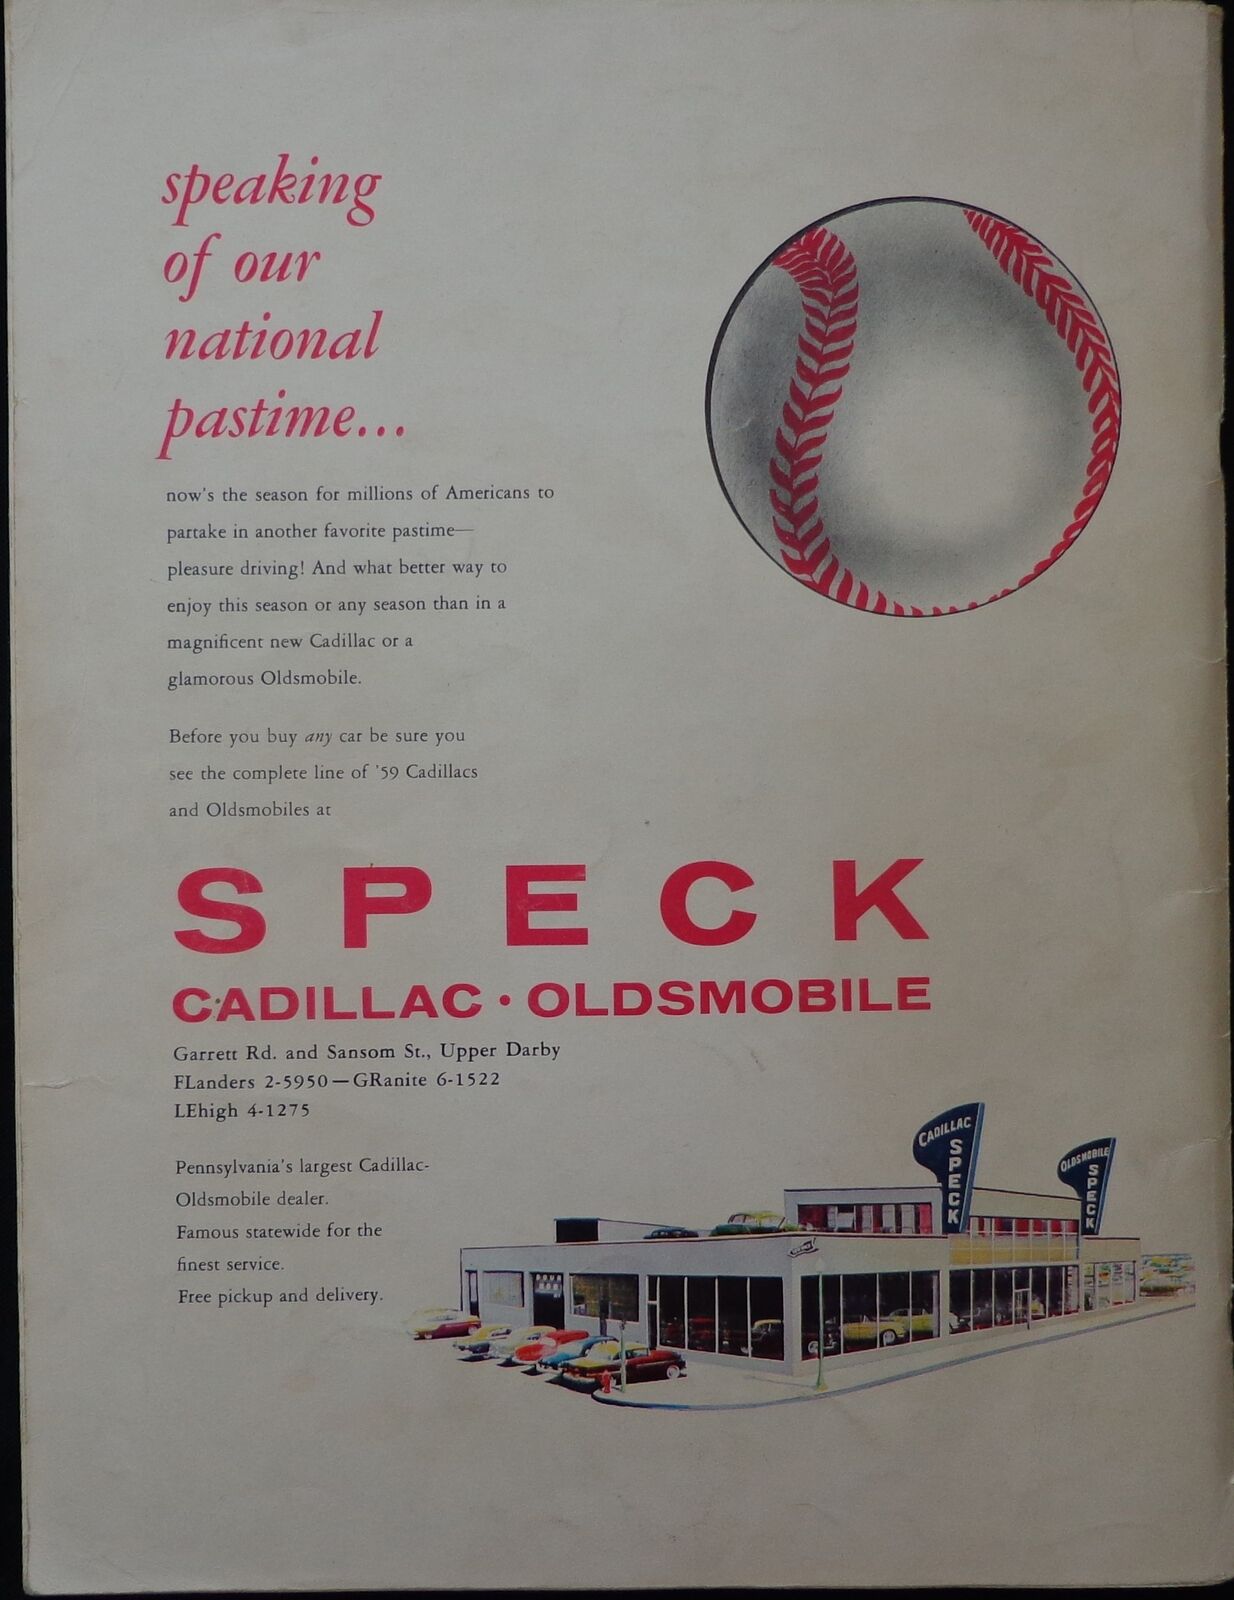 speaking
of our
national
pastime...
now's the season for millions of Americans to
partake in another favorite pastime—
pleasure driving! And what better way to
enjoy this season or any season than in a
magnificent new Cadillac or a
glamorous Oldsmobile.
Before you buy any car be sure you
see the complete line of '59 Cadillacs
and Oldsmobiles at
SPECK
CADILLAC · OLDSMOBILE
Garrett Rd. and Sansom St., Upper Darby
FLanders 2-5950—GRanite 6-1522
LEhigh 4-1275
Pennsylvania's largest Cadillac-
Oldsmobile dealer.
Famous statewide for the
finest service.
Free pickup and delivery.
CADILLAC
SPECK
OLDSMOBILE
SPECK